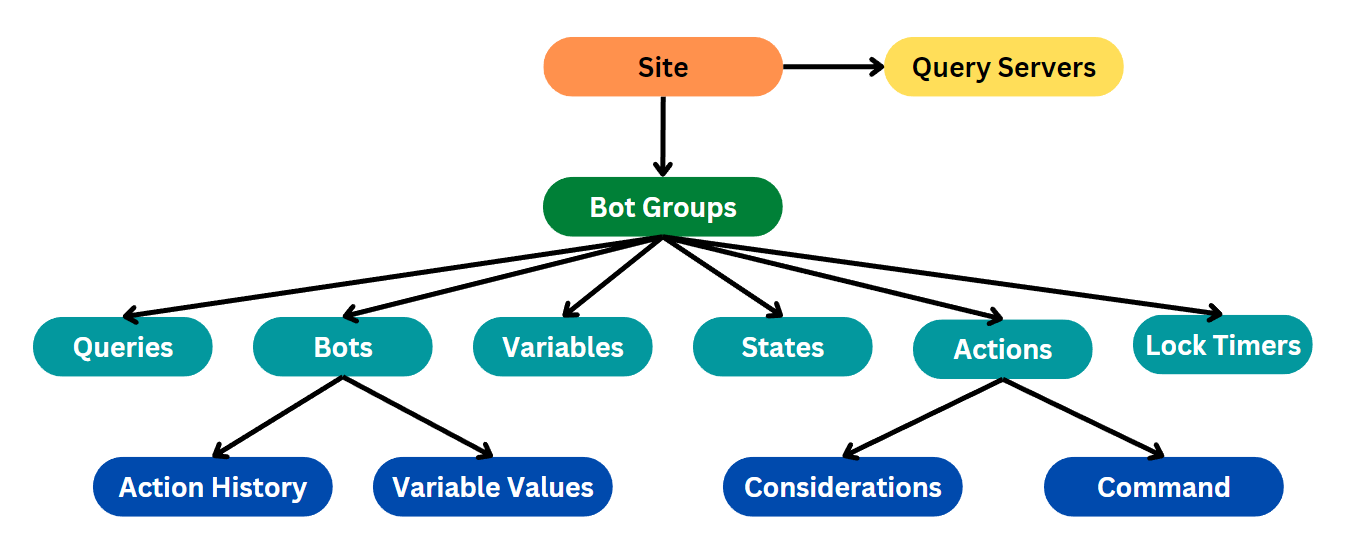 Site
Query Servers
Bot Groups
Queries
Bots
Variables
States
Actions
Lock Timers
Action History
Variable Values
Considerations
Command